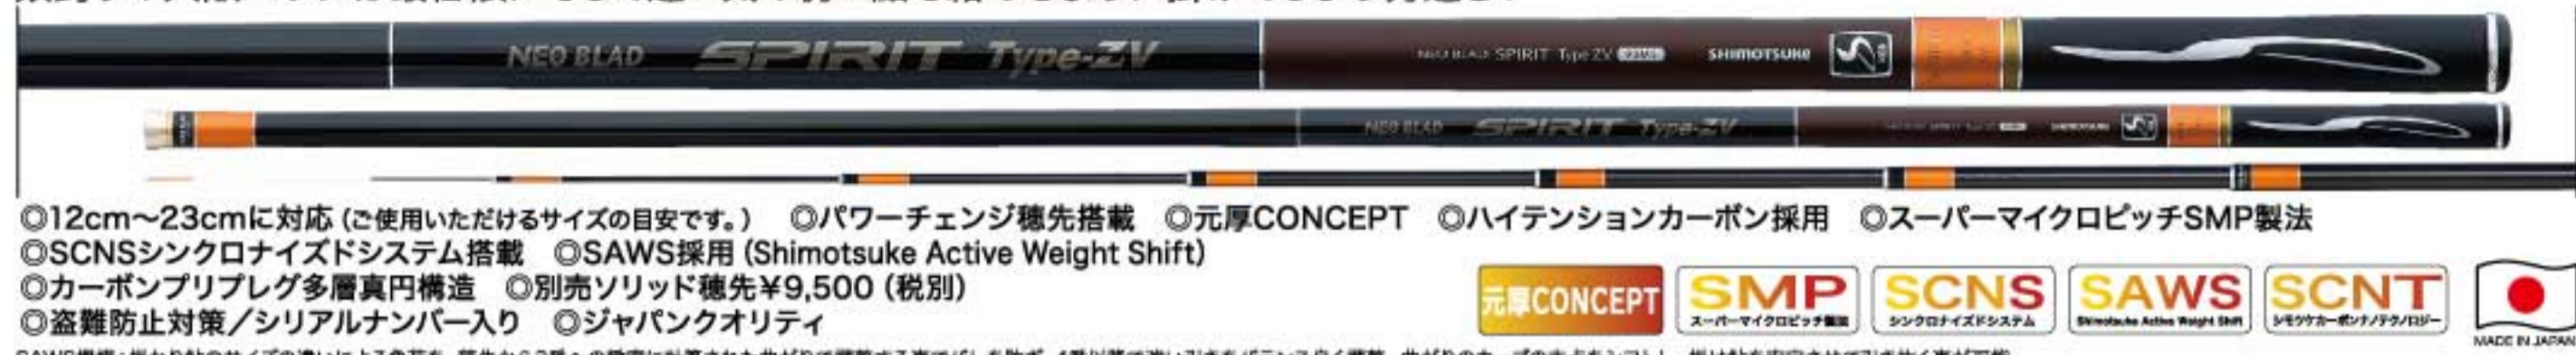 NEO BLAD SPIRIT Type-ZV
NEO BLAD SPIRIT Type ZV SHIMOTSUKE
NEO BLAD SPIRIT Type-ZV
◎12cm〜23cmに対応（ご使用いただけるサイズの目安です。） ◎パワーチェンジ穂先搭載 ◎元厚CONCEPT ◎ハイテンションカーボン採用 ◎スーパーマイクロピッチSMP製法
◎SCNSシンクロナイズドシステム搭載 ◎SAWS採用（Shimotsuke Active Weight Shift）
◎カーボンプリプレグ多層真円構造 ◎別売ソリッド穂先¥9,500（税別）
◎盗難防止対策／シリアルナンバー入り ◎ジャパンクオリティ
元厚CONCEPT
SMP
スーパーマイクロピッチ製法
SCNS
シンクロナイズドシステム
SAWS
Shimotsuke Active Weight Shift
SCNT
シモツケカーボンナノテクノロジー
MADE IN JAPAN